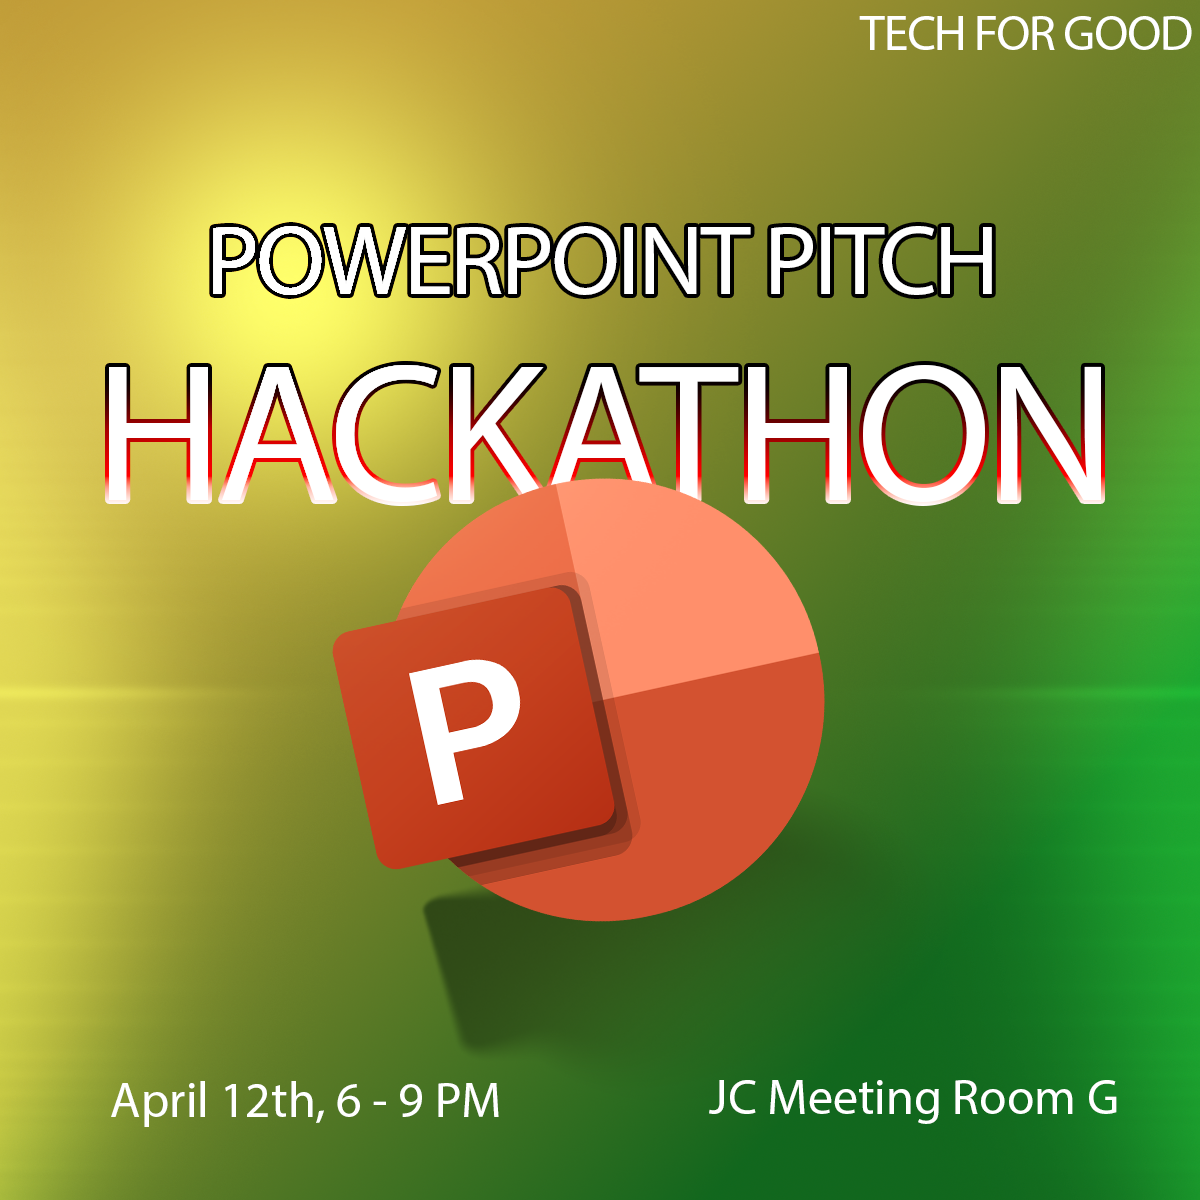 TECH FOR GOOD
POWERPOINT PITCH
HACKATHON
P
April 12th, 6 - 9 PM
JC Meeting Room G